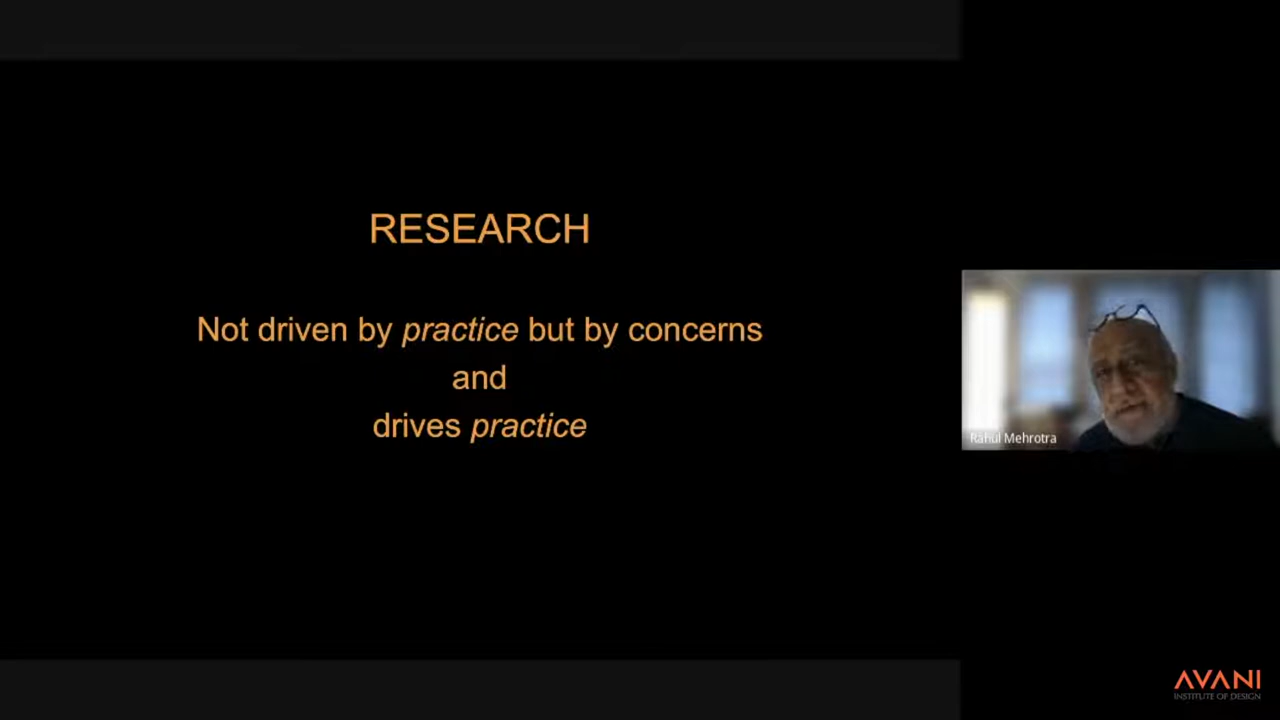 RESEARCH
Not driven by practice but by concerns
and
drives practice
Rahul Mehrotra
AVANI
INSTITUTE OF DESIGN